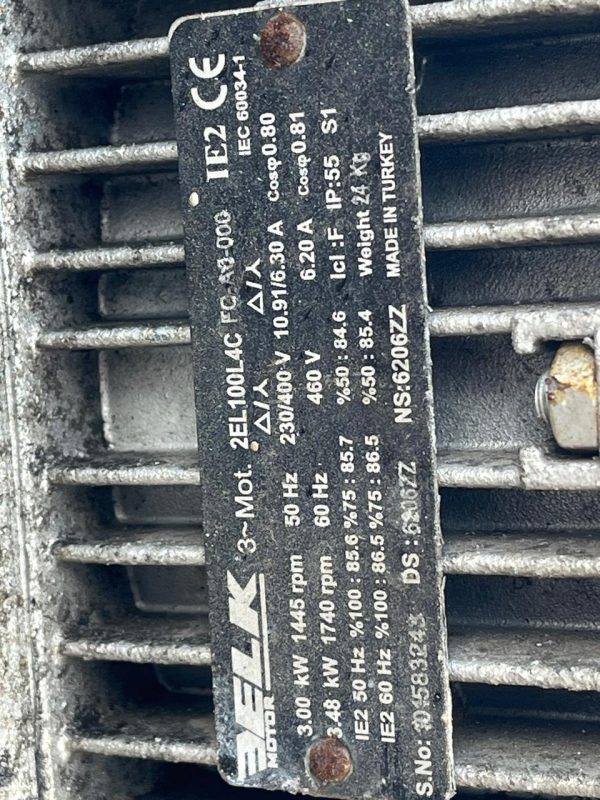 ELK MOTOR
3~Mot. 2EL100L4C FC-A3-000 IE2 CE
IEC 60034-1
Δ/⅄ Δ/⅄
3.00 kW 1445 rpm 50 Hz 230/400 V 10.91/6.30 A Cosφ 0.80
3.48 kW 1740 rpm 60 Hz 460 V 6.20 A Cosφ 0.81
IE2 50 Hz %100 : 85.6 %75 : 85.7 %50 : 84.6 Icl :F IP:55 S1
IE2 60 Hz %100 : 86.5 %75 : 86.5 %50 : 85.4 Weight 24 Kg
S.No: DS : 6206ZZ NS:6206ZZ MADE IN TURKEY